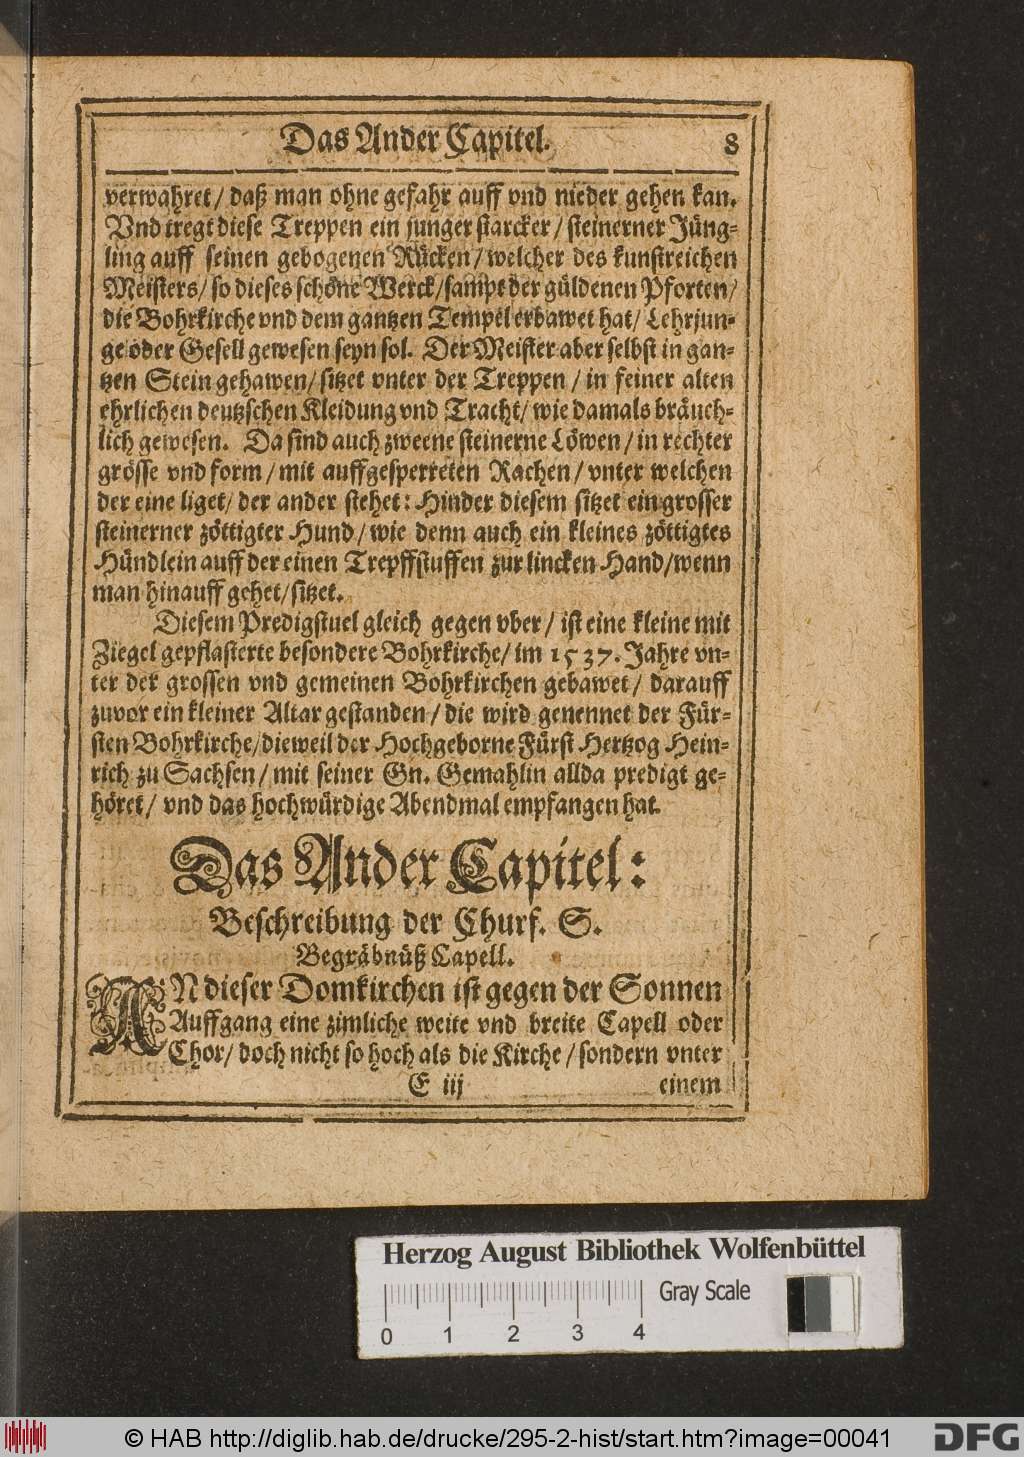 Das Ander Capitel. 8
verwahret / daß man ohne gefahr auff vnd nieder gehen kan.
Vnd tregt diese Treppen ein junger starcker / steinerner Jüng-
ling auff seinen gebogenen Rücken / welcher des kunstreichen
Meisters / so dieses schöne Werck / sampt der güldenen Pforten /
die Bohrkirche vnd dem gantzen Tempel erbawet hat / Lehrjun-
ge oder Gesell gewesen seyn sol. Der Meister aber selbst in gan-
tzen Stein gehawen / sitzet vnter der Treppen / in feiner alten
ehrlichen deutzschen Kleidung vnd Tracht / wie damals bräuch-
lich gewesen. Da sind auch zweene steinerne Löwen / in rechter
grösse vnd form / mit auffgesperreten Rachen / vnter welchen
der eine liget / der ander stehet: Hinder diesem sitzet ein grosser
steinerner zöttigter Hund / wie denn auch ein kleines zöttigtes
Hündlein auff der einen Trepffstuffen zur lincken Hand / wenn
man hinauff gehet / sitzet.
Diesem Predigstuel gleich gegen vber / ist eine kleine mit
Ziegel gepflasterte besondere Bohrkirche / im 1537. Jahre vn-
ter der grossen vnd gemeinen Bohrkirchen gebawet / darauff
zuvor ein kleiner Altar gestanden / die wird genennet der Für-
sten Bohrkirche / dieweil der Hochgeborne Fürst Hertzog Hein-
rich zu Sachsen / mit seiner Gn. Gemahlin allda predigt ge-
höret / vnd das hochwürdige Abendmal empfangen hat.
Das Ander Capitel:
Beschreibung der Churf. S.
Begräbnüß Capell.
AN dieser Domkirchen ist gegen der Sonnen
Auffgang eine zimliche weite vnd breite Capell oder
Chor / doch nicht so hoch als die Kirche / sondern vnter
E iij einem
Herzog August Bibliothek Wolfenbüttel
Gray Scale
0 1 2 3 4
© HAB http://diglib.hab.de/drucke/295-2-hist/start.htm?image=00041
DFG